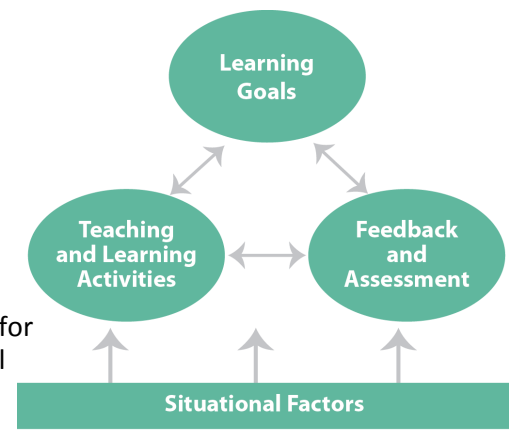 Learning
Goals
Teaching
and Learning
Activities
Feedback
and
Assessment
for
Situational Factors